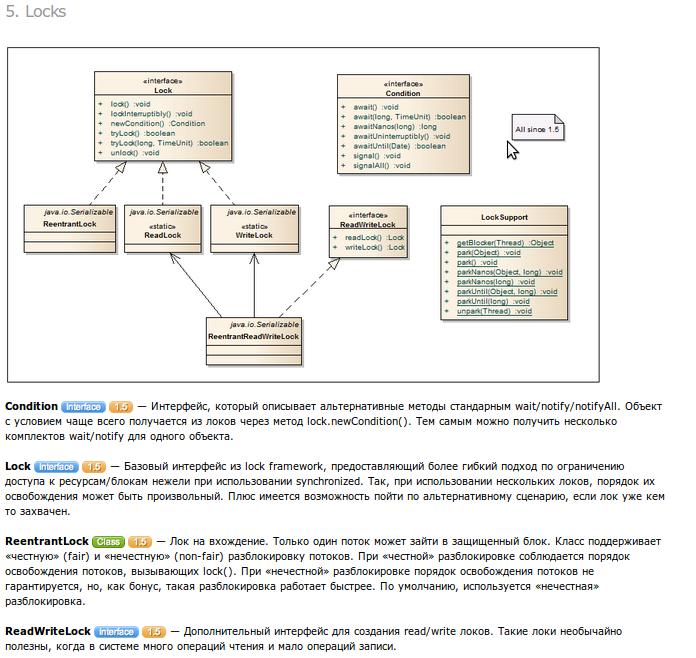 5. Locks
«interface»
Lock
+ lock() :void
+ lockInterruptibly() :void
+ newCondition() :Condition
+ tryLock() :boolean
+ tryLock(long, TimeUnit) :boolean
+ unlock() :void
«interface»
Condition
+ await() :void
+ await(long, TimeUnit) :boolean
+ awaitNanos(long) :long
+ awaitUninterruptibly() :void
+ awaitUntil(Date) :boolean
+ signal() :void
+ signalAll() :void
All since 1.5
java.io.Serializable
ReentrantLock
java.io.Serializable
«static»
ReadLock
java.io.Serializable
«static»
WriteLock
«interface»
ReadWriteLock
+ readLock() :Lock
+ writeLock() :Lock
LockSupport
+ getBlocker(Thread) :Object
+ park(Object) :void
+ park() :void
+ parkNanos(Object, long) :void
+ parkNanos(long) :void
+ parkUntil(Object, long) :void
+ parkUntil(long) :void
+ unpark(Thread) :void
java.io.Serializable
ReentrantReadWriteLock
Condition Interface 1.5 — Интерфейс, который описывает альтернативные методы стандарным wait/notify/notifyAll. Объект
с условием чаще всего получается из локов через метод lock.newCondition(). Тем самым можно получить несколько
комплектов wait/notify для одного объекта.
Lock Interface 1.5 — Базовый интерфейс из lock framework, предоставляющий более гибкий подход по ограничению
доступа к ресурсам/блокам нежели при использовании synchronized. Так, при использовании нескольких локов, порядок их
освобождения может быть произвольный. Плюс имеется возможность пойти по альтернативному сценарию, если лок уже кем
то захвачен.
ReentrantLock Class 1.5 — Лок на вхождение. Только один поток может зайти в защищенный блок. Класс поддерживает
«честную» (fair) и «нечестную» (non-fair) разблокировку потоков. При «честной» разблокировке соблюдается порядок
освобождения потоков, вызывающих lock(). При «нечестной» разблокировке порядок освобождения потоков не
гарантируется, но, как бонус, такая разблокировка работает быстрее. По умолчанию, используется «нечестная»
разблокировка.
ReadWriteLock Interface 1.5 — Дополнительный интерфейс для создания read/write локов. Такие локи необычайно
полезны, когда в системе много операций чтения и мало операций записи.